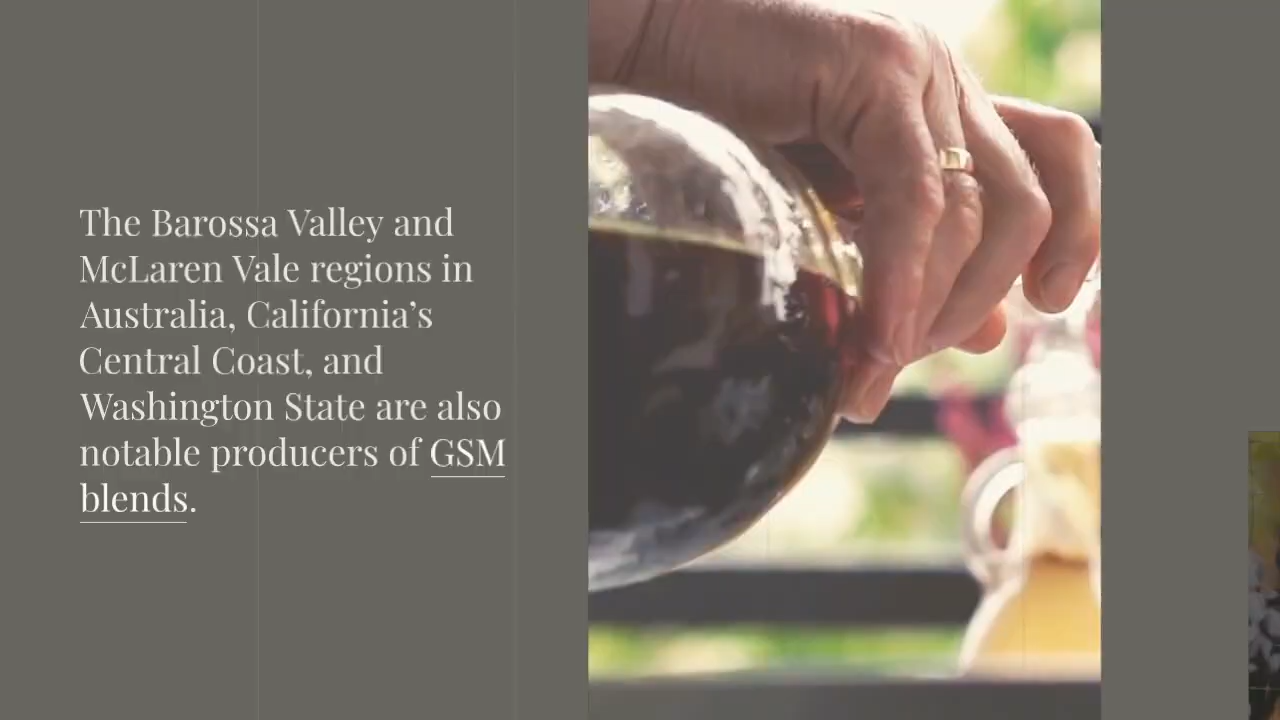 The Barossa Valley and
McLaren Vale regions in
Australia, California’s
Central Coast, and
Washington State are also
notable producers of GSM
blends.